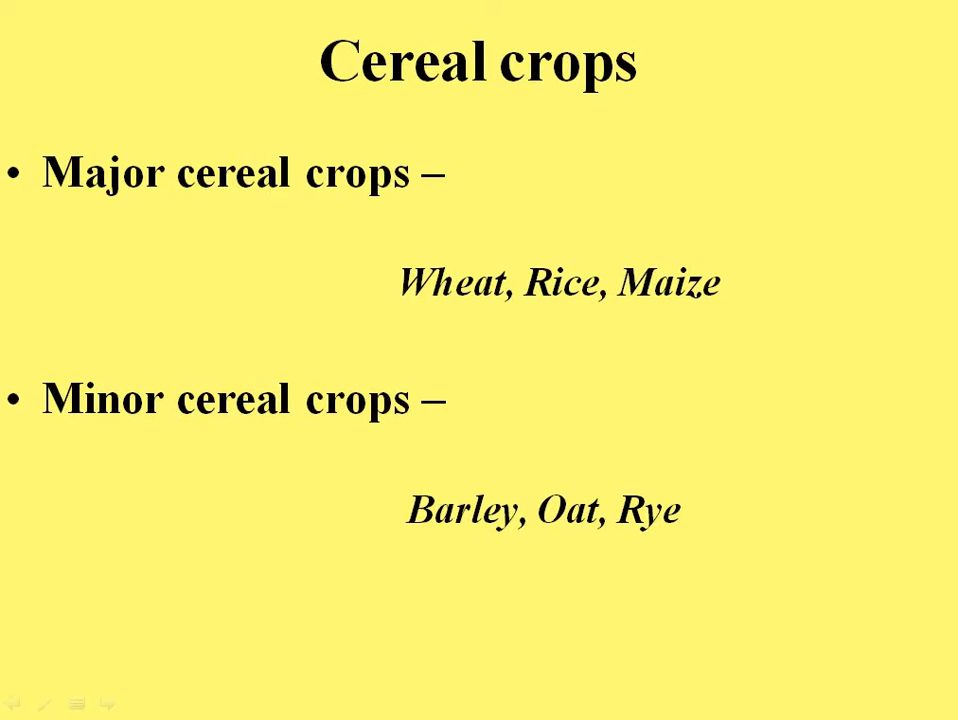 Cereal crops
• Major cereal crops –
Wheat, Rice, Maize
• Minor cereal crops –
Barley, Oat, Rye